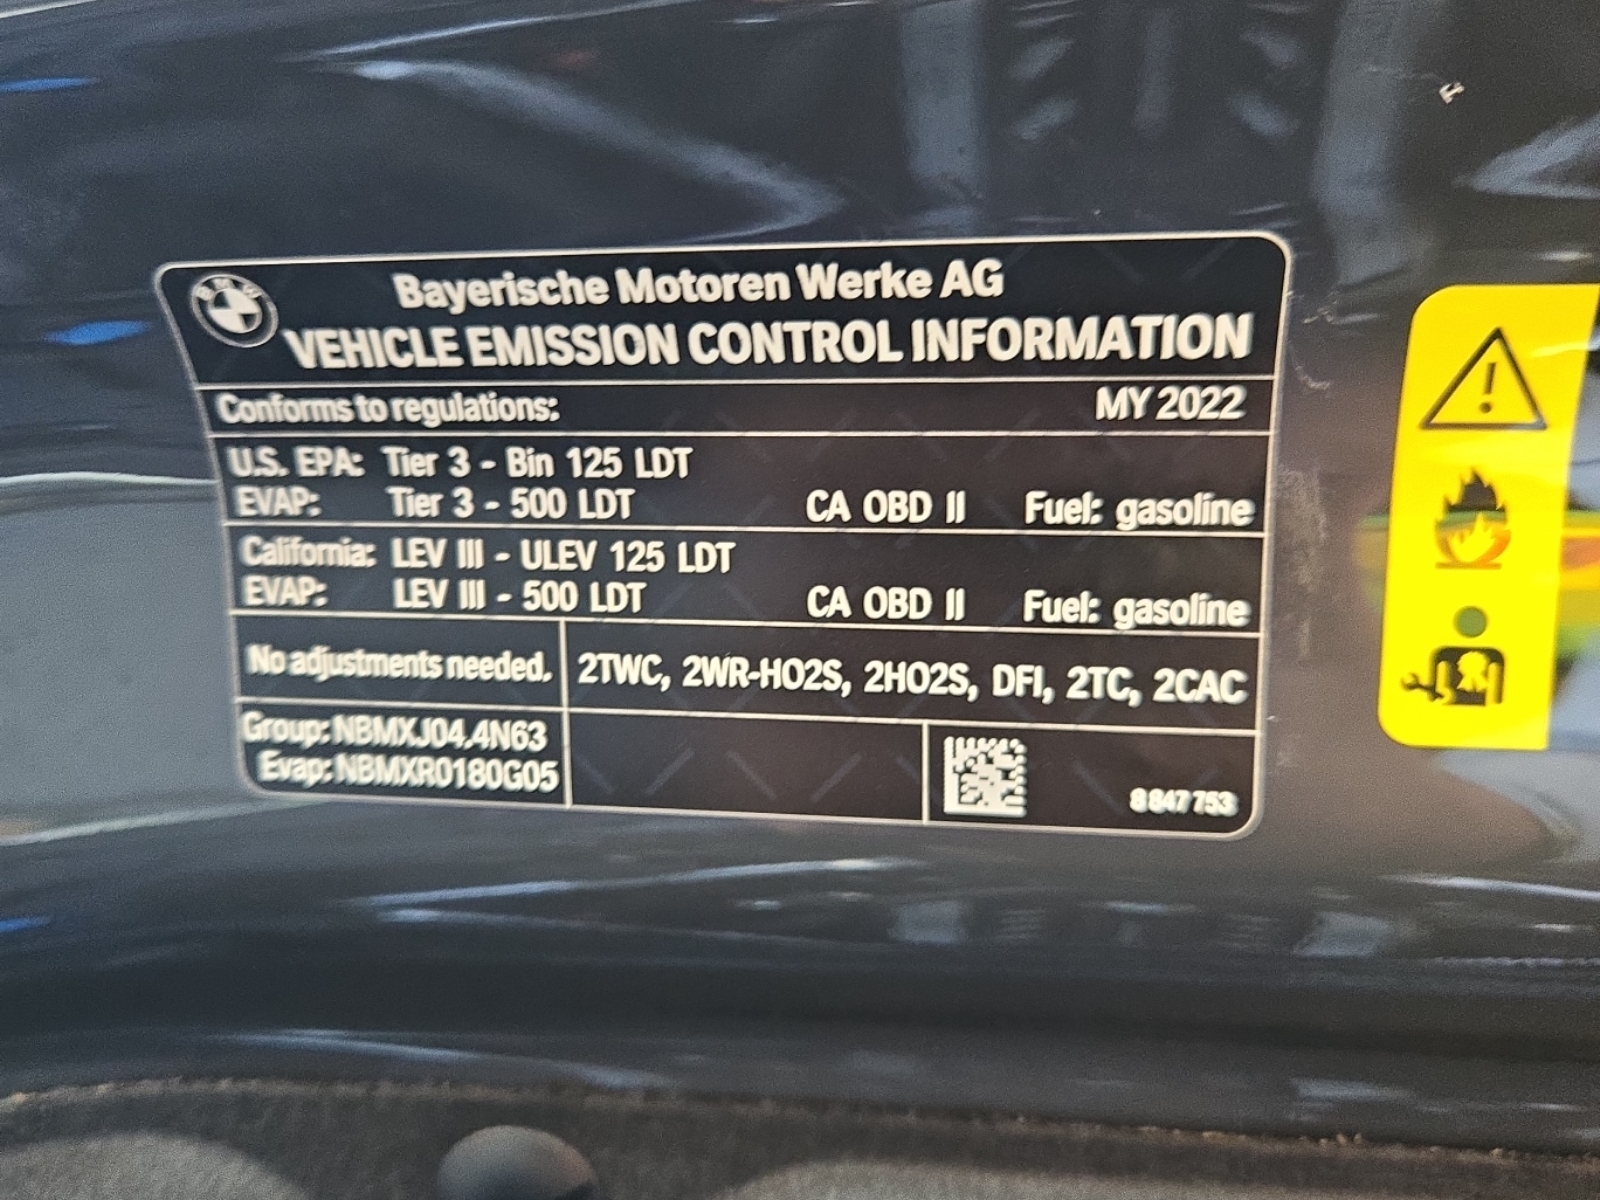 BMW
Bayerische Motoren Werke AG
VEHICLE EMISSION CONTROL INFORMATION
Conforms to regulations: MY 2022
U.S. EPA: Tier 3 - Bin 125 LDT
EVAP: Tier 3 - 500 LDT CA OBD II Fuel: gasoline
California: LEV III - ULEV 125 LDT
EVAP: LEV III - 500 LDT CA OBD II Fuel: gasoline
No adjustments needed. 2TWC, 2WR-HO2S, 2HO2S, DFI, 2TC, 2CAC
Group: NBMXJ04.4N63
Evap: NBMXR0180G05
8 847 753